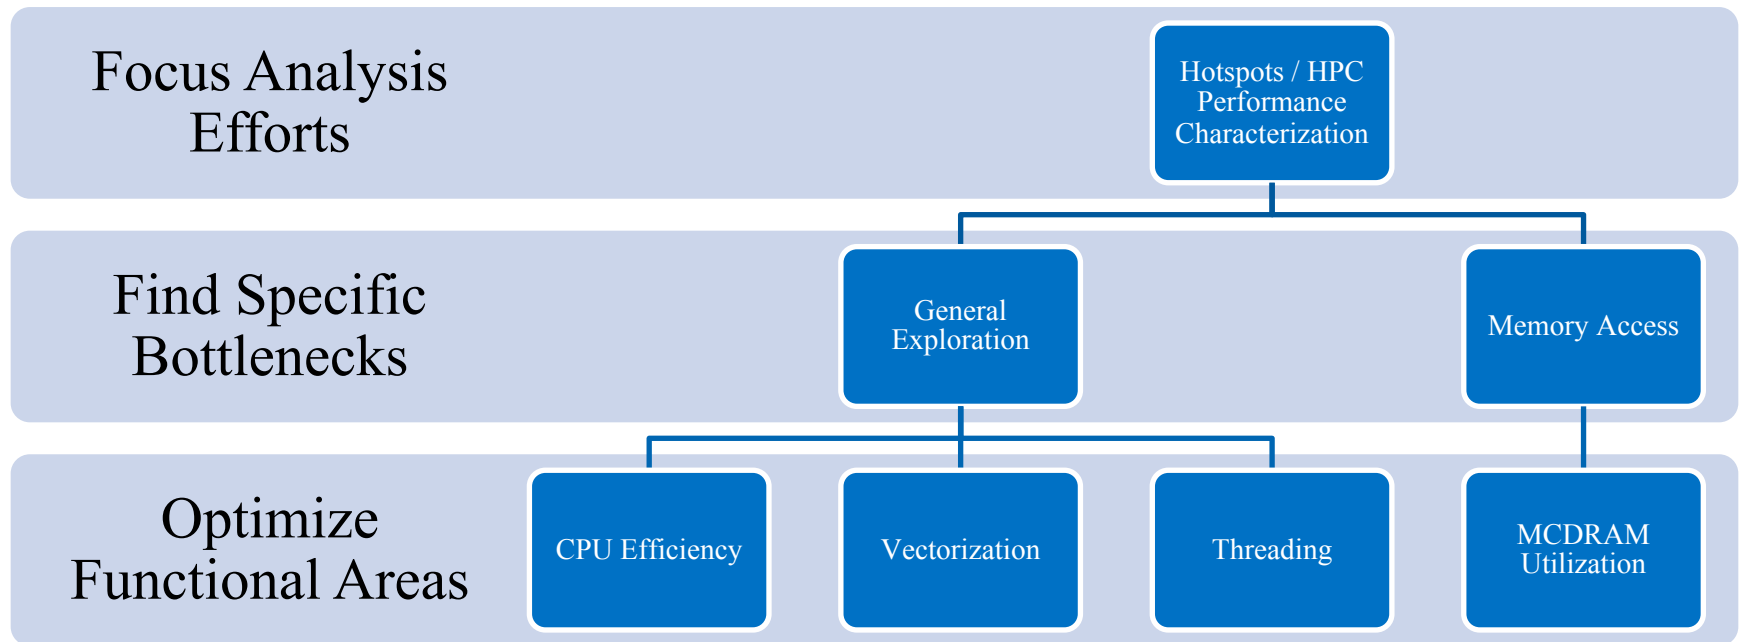 Focus Analysis
Efforts
Hotspots / HPC
Performance
Characterization
Find Specific
Bottlenecks
General
Exploration
Memory Access
Optimize
Functional Areas
CPU Efficiency
Vectorization
Threading
MCDRAM
Utilization